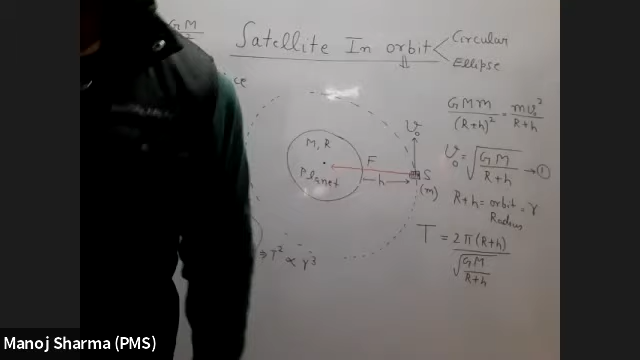 GM
Satellite In orbit
Circular
Ellipse
ce
GMm/(R+h)² = mv₀²/R+h
M, R
Planet
F
h
V₀
S
(m)
V₀ = √GM/R+h → ①
R+h = orbit Radius = r
T = 2π(R+h)/√GM/R+h
⇒ T² ∝ r³
Manoj Sharma (PMS)